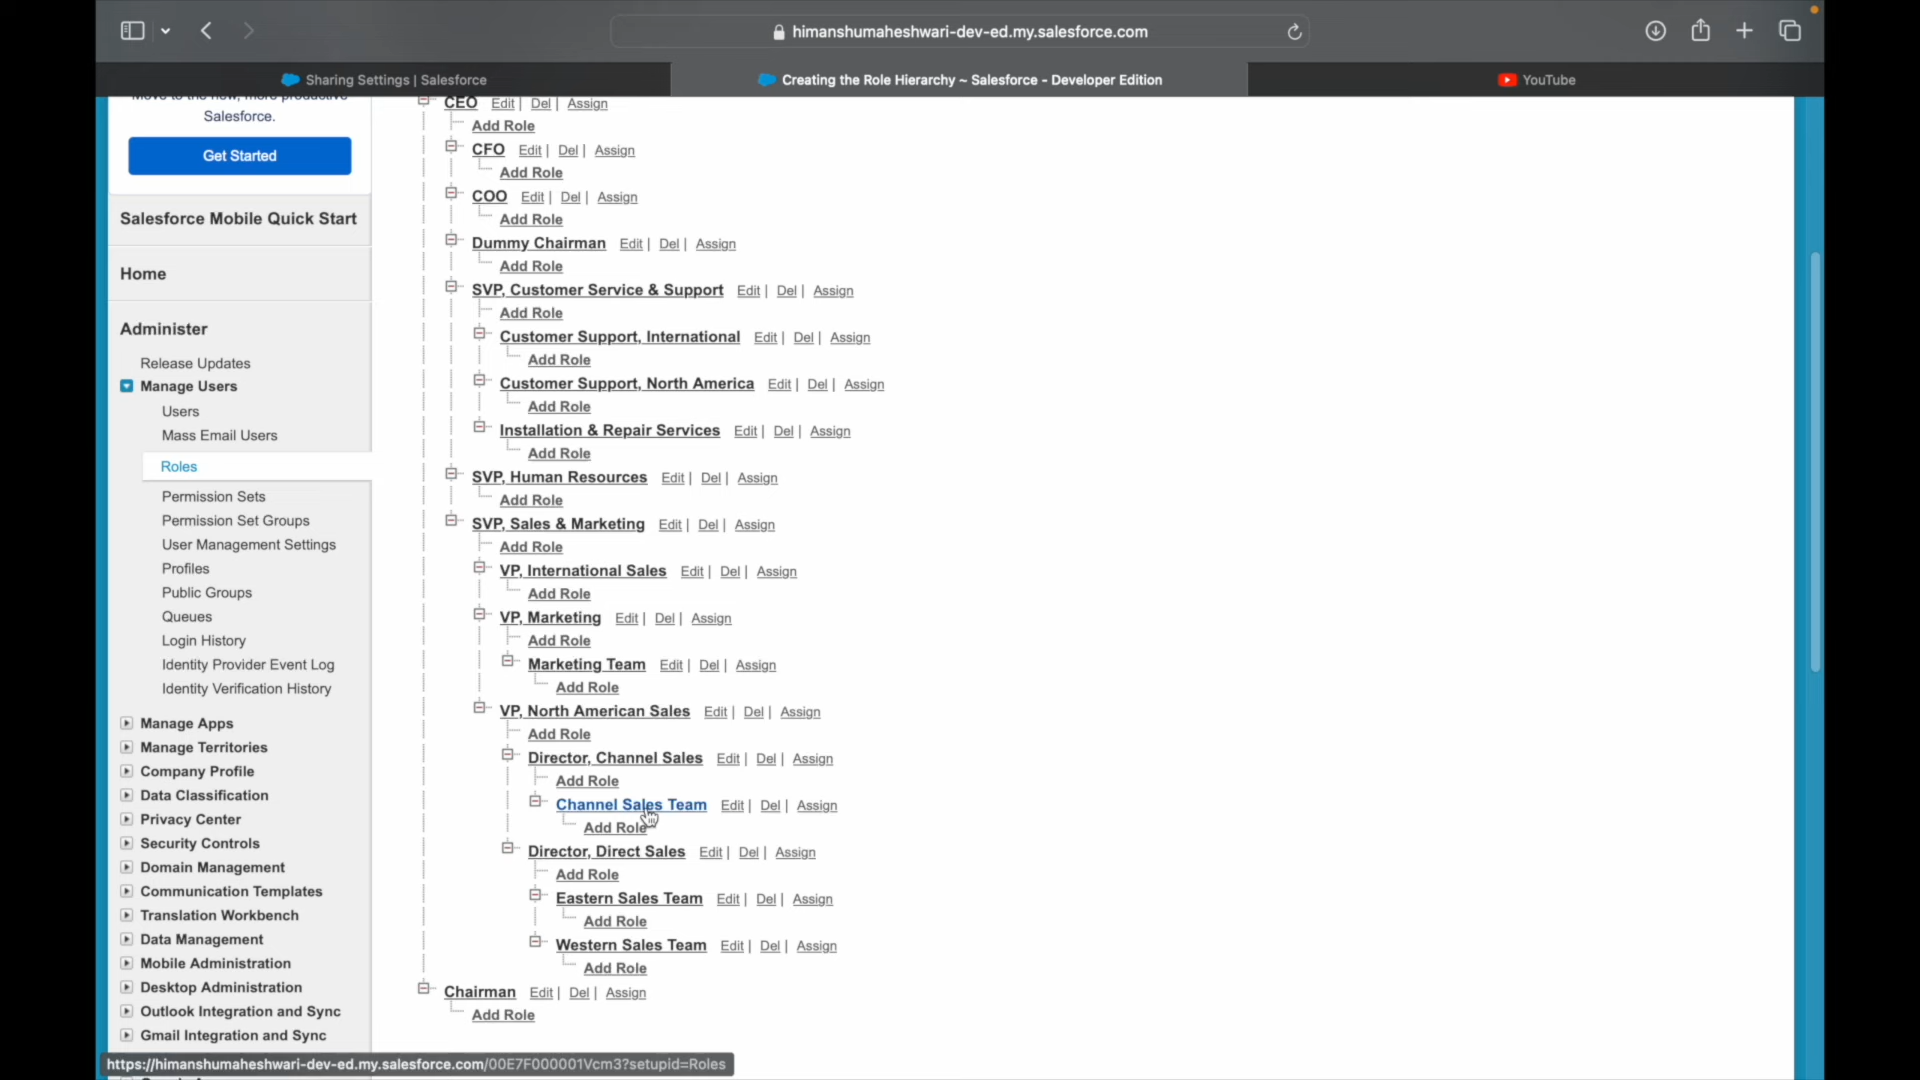 himanshumaheshwari-dev-ed.my.salesforce.com
Sharing Settings | Salesforce
Creating the Role Hierarchy ~ Salesforce - Developer Edition
YouTube
Move to the new, more productive
Salesforce.
Get Started
Salesforce Mobile Quick Start
Home
Administer
Release Updates
Manage Users
Users
Mass Email Users
Roles
Permission Sets
Permission Set Groups
User Management Settings
Profiles
Public Groups
Queues
Login History
Identity Provider Event Log
Identity Verification History
Manage Apps
Manage Territories
Company Profile
Data Classification
Privacy Center
Security Controls
Domain Management
Communication Templates
Translation Workbench
Data Management
Mobile Administration
Desktop Administration
Outlook Integration and Sync
Gmail Integration and Sync
CEO Edit | Del | Assign
Add Role
CFO Edit | Del | Assign
Add Role
COO Edit | Del | Assign
Add Role
Dummy Chairman Edit | Del | Assign
Add Role
SVP, Customer Service & Support Edit | Del | Assign
Add Role
Customer Support, International Edit | Del | Assign
Add Role
Customer Support, North America Edit | Del | Assign
Add Role
Installation & Repair Services Edit | Del | Assign
Add Role
SVP, Human Resources Edit | Del | Assign
Add Role
SVP, Sales & Marketing Edit | Del | Assign
Add Role
VP, International Sales Edit | Del | Assign
Add Role
VP, Marketing Edit | Del | Assign
Add Role
Marketing Team Edit | Del | Assign
Add Role
VP, North American Sales Edit | Del | Assign
Add Role
Director, Channel Sales Edit | Del | Assign
Add Role
Channel Sales Team Edit | Del | Assign
Add Role
Director, Direct Sales Edit | Del | Assign
Add Role
Eastern Sales Team Edit | Del | Assign
Add Role
Western Sales Team Edit | Del | Assign
Add Role
Chairman Edit | Del | Assign
Add Role
https://himanshumaheshwari-dev-ed.my.salesforce.com/00E7F000001Vcm3?setupid=Roles